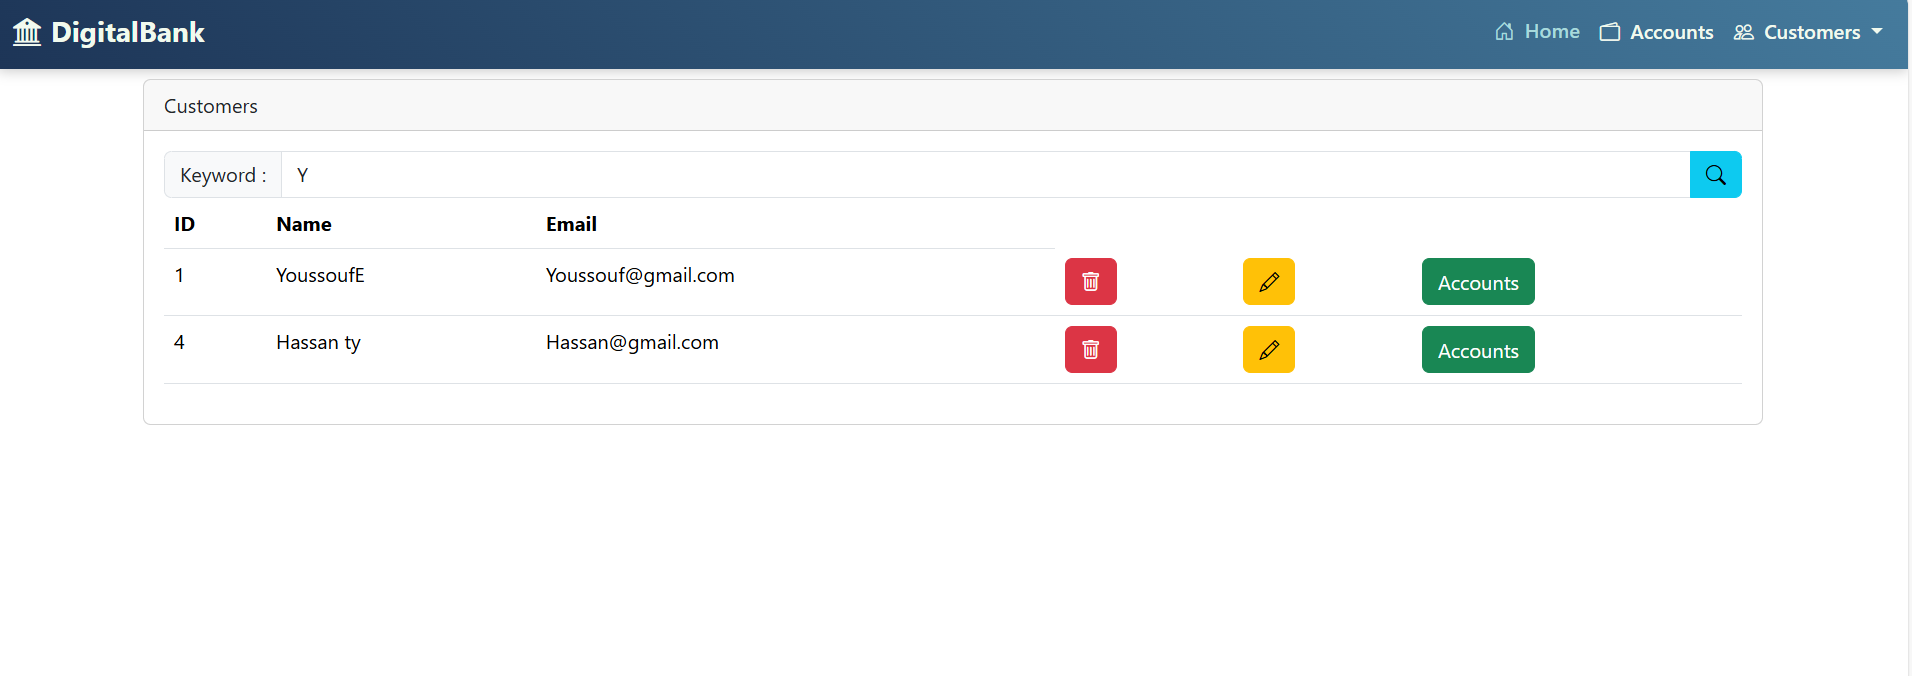 DigitalBank Home Accounts Customers
Customers
Keyword : Y
ID Name Email
1 YoussoufE Youssouf@gmail.com Accounts
4 Hassan ty Hassan@gmail.com Accounts